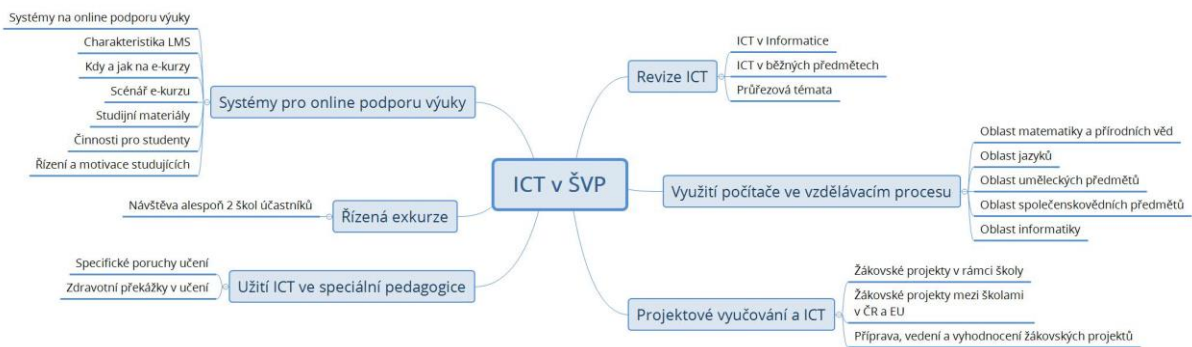 ICT v ŠVP
Revize ICT
ICT v Informatice
ICT v běžných předmětech
Průřezová témata
Využití počítače ve vzdělávacím procesu
Oblast matematiky a přírodních věd
Oblast jazyků
Oblast uměleckých předmětů
Oblast společenskovědních předmětů
Oblast informatiky
Projektové vyučování a ICT
Žákovské projekty v rámci školy
Žákovské projekty mezi školami
v ČR a EU
Příprava, vedení a vyhodnocení žákovských projektů
Systémy pro online podporu výuky
Systémy na online podporu výuky
Charakteristika LMS
Kdy a jak na e-kurzy
Scénář e-kurzu
Studijní materiály
Činnosti pro studenty
Řízení a motivace studujících
Řízená exkurze
Návštěva alespoň 2 škol účastníků
Užití ICT ve speciální pedagogice
Specifické poruchy učení
Zdravotní překážky v učení